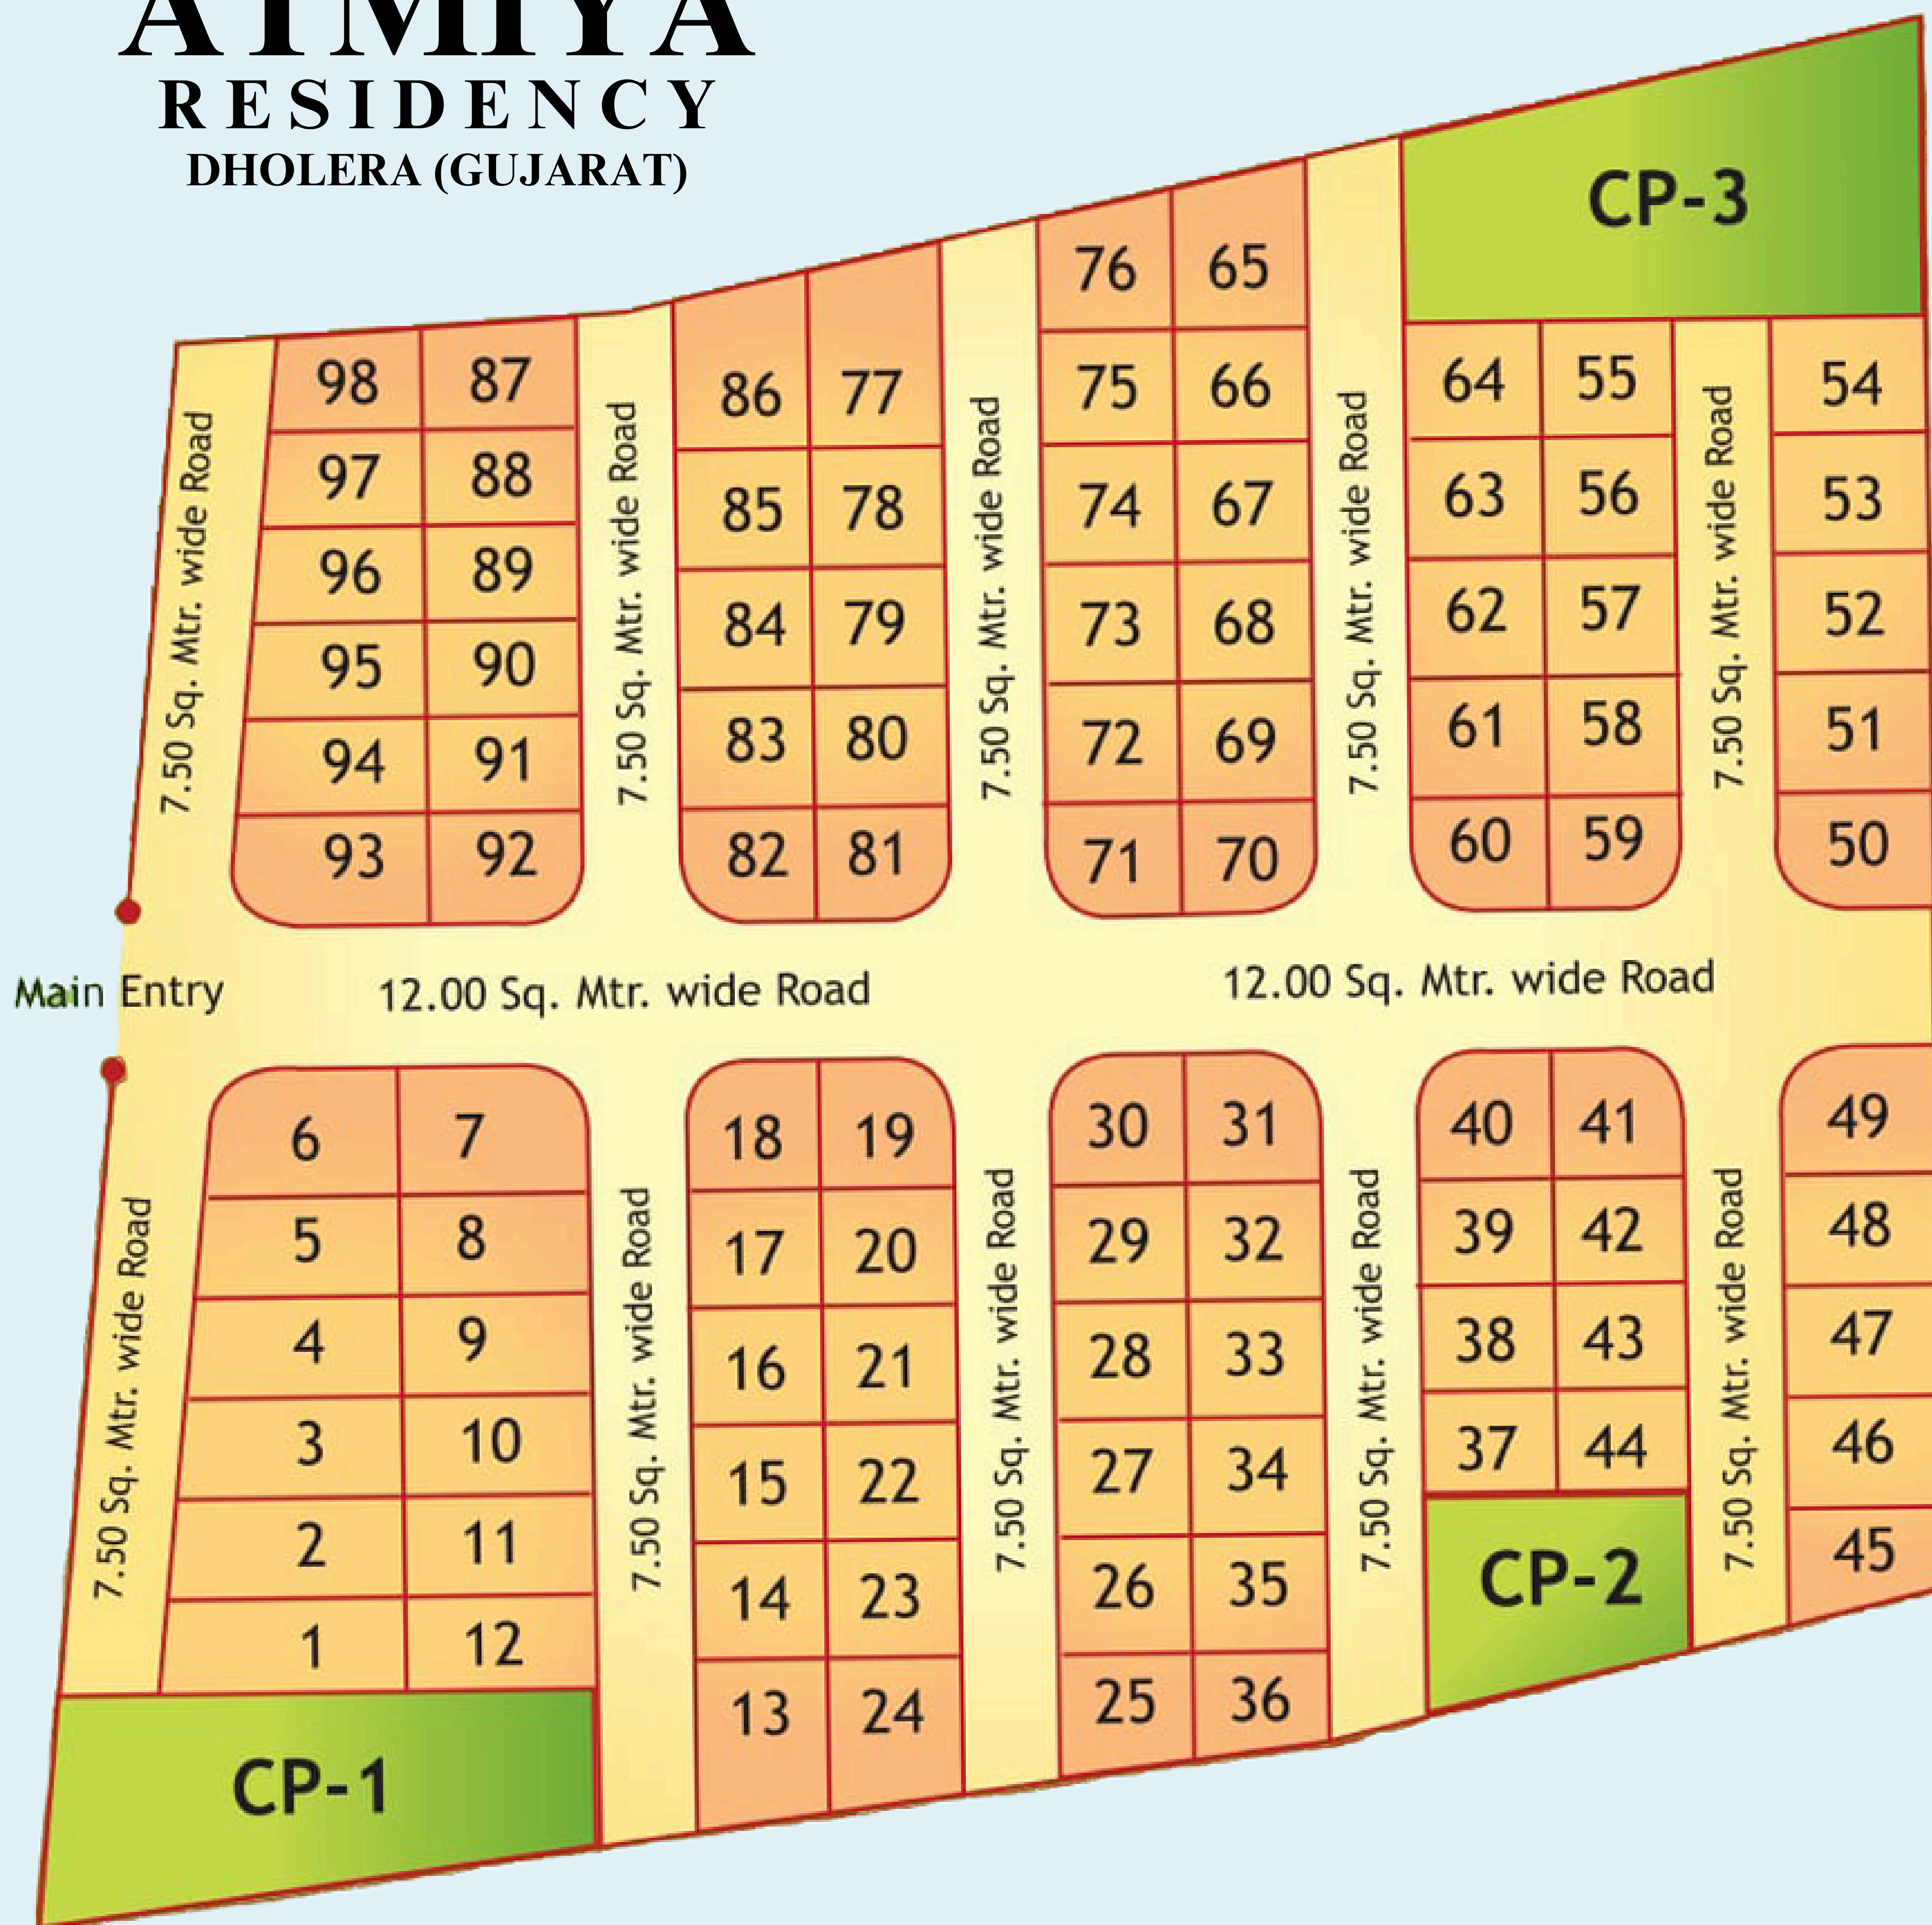 ATMIYA
RESIDENCY
DHOLERA (GUJARAT)
CP-3
76 65
98 87 86 77 75 66 64 55 54
97 88 85 78 74 67 63 56 53
96 89 84 79 73 68 62 57 52
95 90 83 80 72 69 61 58 51
94 91 82 81 71 70 60 59 50
93 92
7.50 Sq. Mtr. wide Road
7.50 Sq. Mtr. wide Road
7.50 Sq. Mtr. wide Road
7.50 Sq. Mtr. wide Road
7.50 Sq. Mtr. wide Road
Main Entry
12.00 Sq. Mtr. wide Road
12.00 Sq. Mtr. wide Road
6 7 18 19 30 31 40 41 49
5 8 17 20 29 32 39 42 48
4 9 16 21 28 33 38 43 47
3 10 15 22 27 34 37 44 46
2 11 14 23 26 35 CP-2 45
1 12 13 24 25 36
7.50 Sq. Mtr. wide Road
7.50 Sq. Mtr. wide Road
7.50 Sq. Mtr. wide Road
7.50 Sq. Mtr. wide Road
7.50 Sq. Mtr. wide Road
CP-1